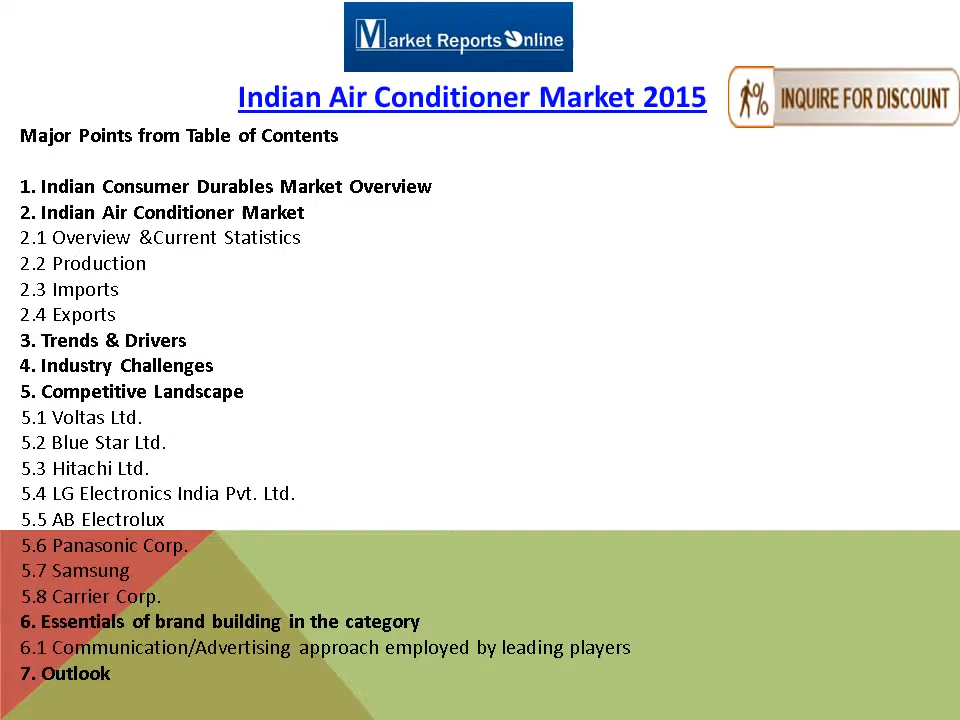 Market Reports Online
Indian Air Conditioner Market 2015
INQUIRE FOR DISCOUNT
Major Points from Table of Contents
1. Indian Consumer Durables Market Overview
2. Indian Air Conditioner Market
2.1 Overview &Current Statistics
2.2 Production
2.3 Imports
2.4 Exports
3. Trends & Drivers
4. Industry Challenges
5. Competitive Landscape
5.1 Voltas Ltd.
5.2 Blue Star Ltd.
5.3 Hitachi Ltd.
5.4 LG Electronics India Pvt. Ltd.
5.5 AB Electrolux
5.6 Panasonic Corp.
5.7 Samsung
5.8 Carrier Corp.
6. Essentials of brand building in the category
6.1 Communication/Advertising approach employed by leading players
7. Outlook